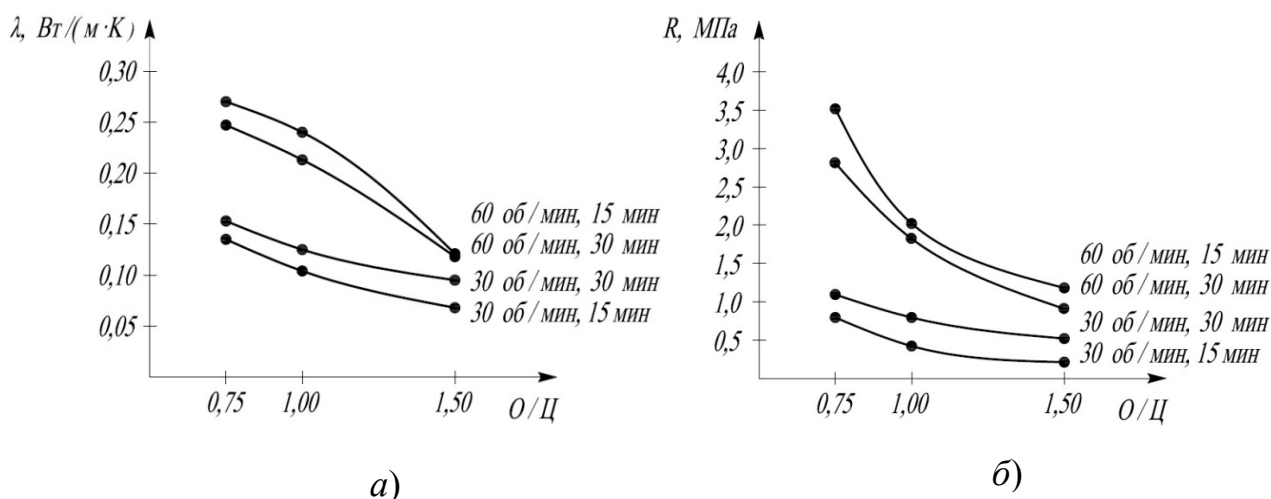 λ, Вт/(м·К)
0,30
0,25
0,20
0,15
0,10
0,05
0,75 1,00 1,50 О/Ц
60 об/мин, 15 мин
60 об/мин, 30 мин
30 об/мин, 30 мин
30 об/мин, 15 мин
а)
R, МПа
4,0
3,5
3,0
2,5
2,0
1,5
1,0
0,5
0,75 1,00 1,50 О/Ц
60 об/мин, 15 мин
60 об/мин, 30 мин
30 об/мин, 30 мин
30 об/мин, 15 мин
б)